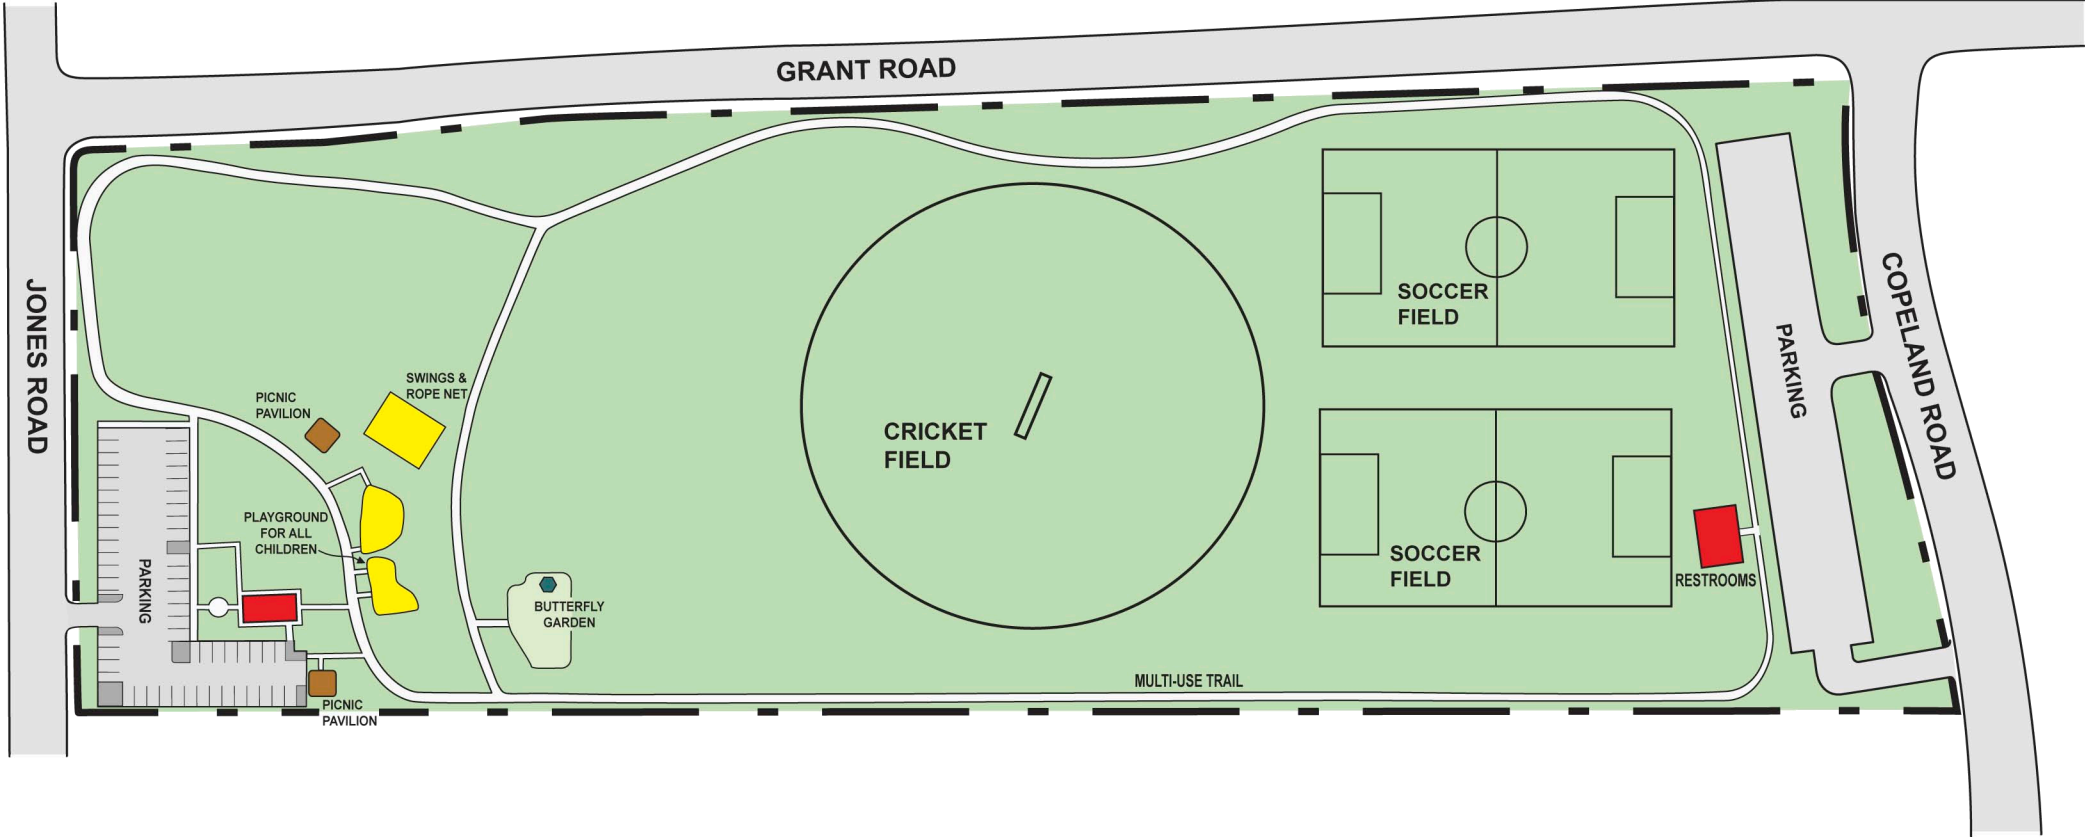 GRANT ROAD
JONES ROAD
COPELAND ROAD
SOCCER
FIELD
PARKING
SWINGS &
ROPE NET
PICNIC
PAVILION
CRICKET
FIELD
PLAYGROUND
FOR ALL
CHILDREN
SOCCER
FIELD
RESTROOMS
PARKING
BUTTERFLY
GARDEN
MULTI-USE TRAIL
PICNIC
PAVILION